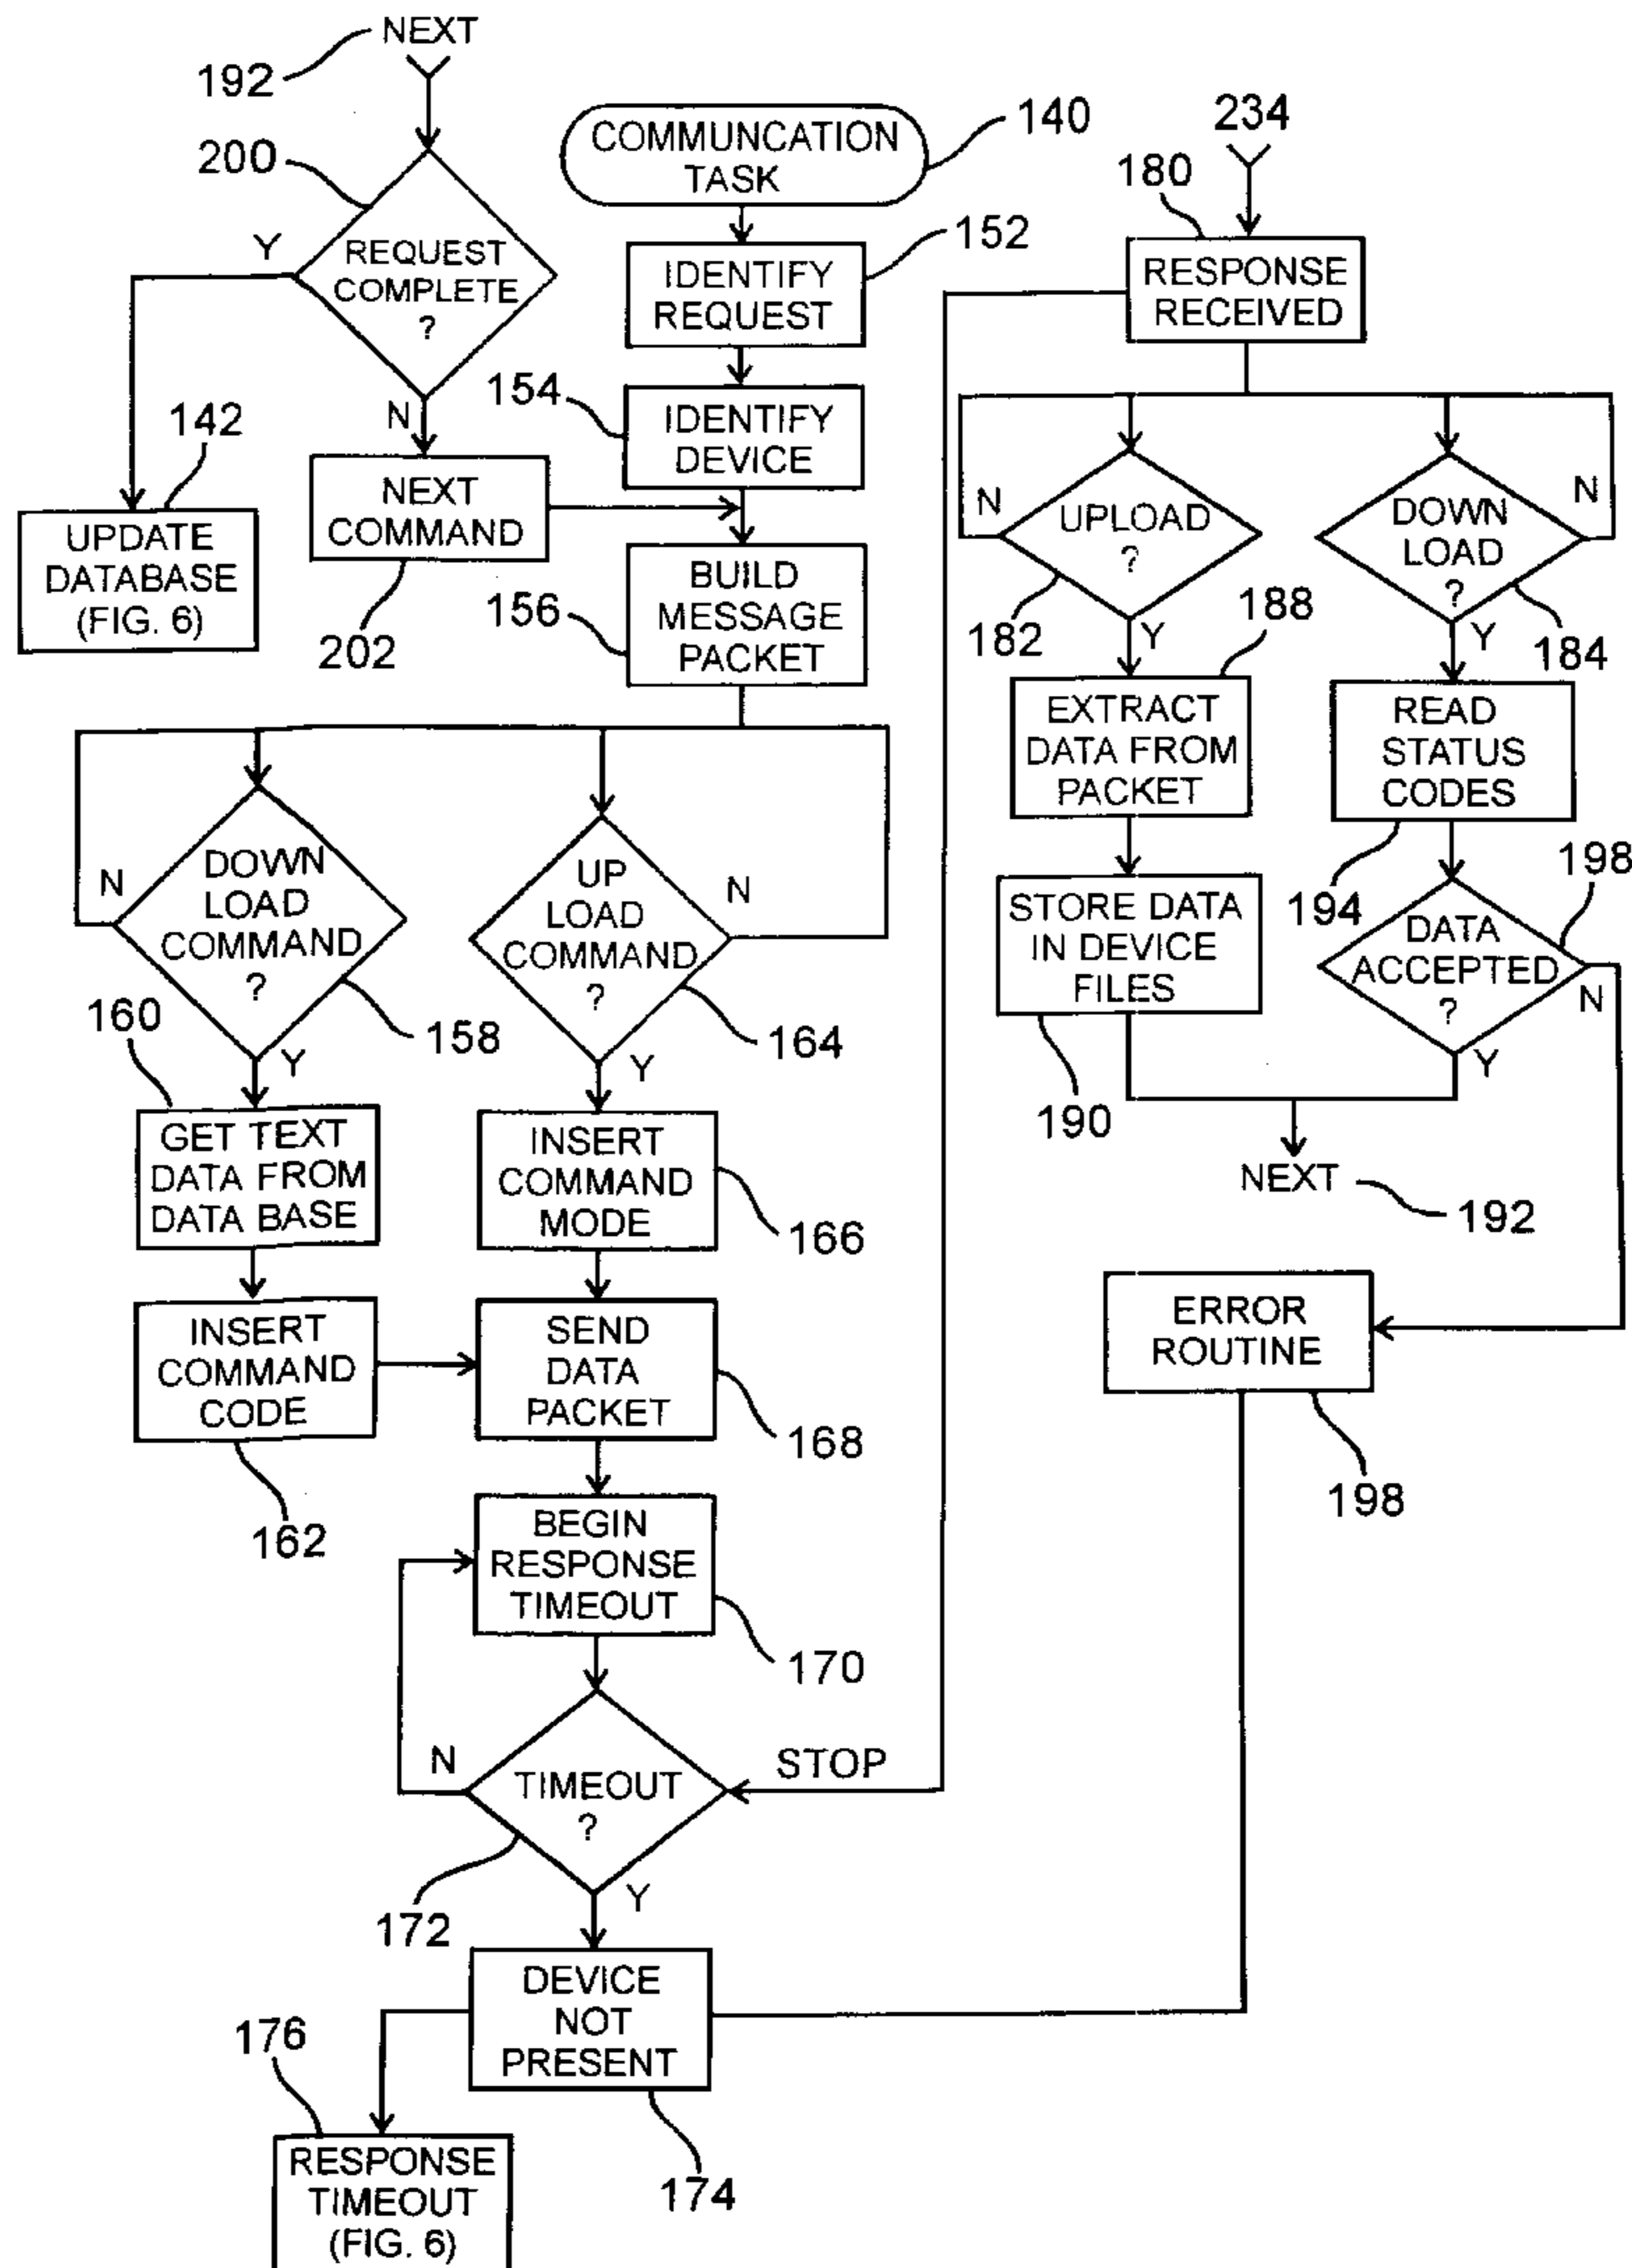 NEXT
192
200
REQUEST
COMPLETE
?
Y
N
142
UPDATE
DATABASE
(FIG. 6)
NEXT
COMMAND
202
COMMUNCATION
TASK
140
IDENTIFY
REQUEST
152
154
IDENTIFY
DEVICE
156
BUILD
MESSAGE
PACKET
DOWN
LOAD
COMMAND
?
N
158
Y
160
GET TEXT
DATA FROM
DATA BASE
INSERT
COMMAND
CODE
162
UP
LOAD
COMMAND
?
N
164
Y
INSERT
COMMAND
MODE
166
SEND
DATA
PACKET
168
BEGIN
RESPONSE
TIMEOUT
170
TIMEOUT
?
N
STOP
172
Y
DEVICE
NOT
PRESENT
174
176
RESPONSE
TIMEOUT
(FIG. 6)
234
180
RESPONSE
RECEIVED
N
UPLOAD
?
182
Y
188
EXTRACT
DATA FROM
PACKET
STORE DATA
IN DEVICE
FILES
190
DOWN
LOAD
?
N
Y
184
READ
STATUS
CODES
194
198
DATA
ACCEPTED
?
N
Y
NEXT
192
ERROR
ROUTINE
198